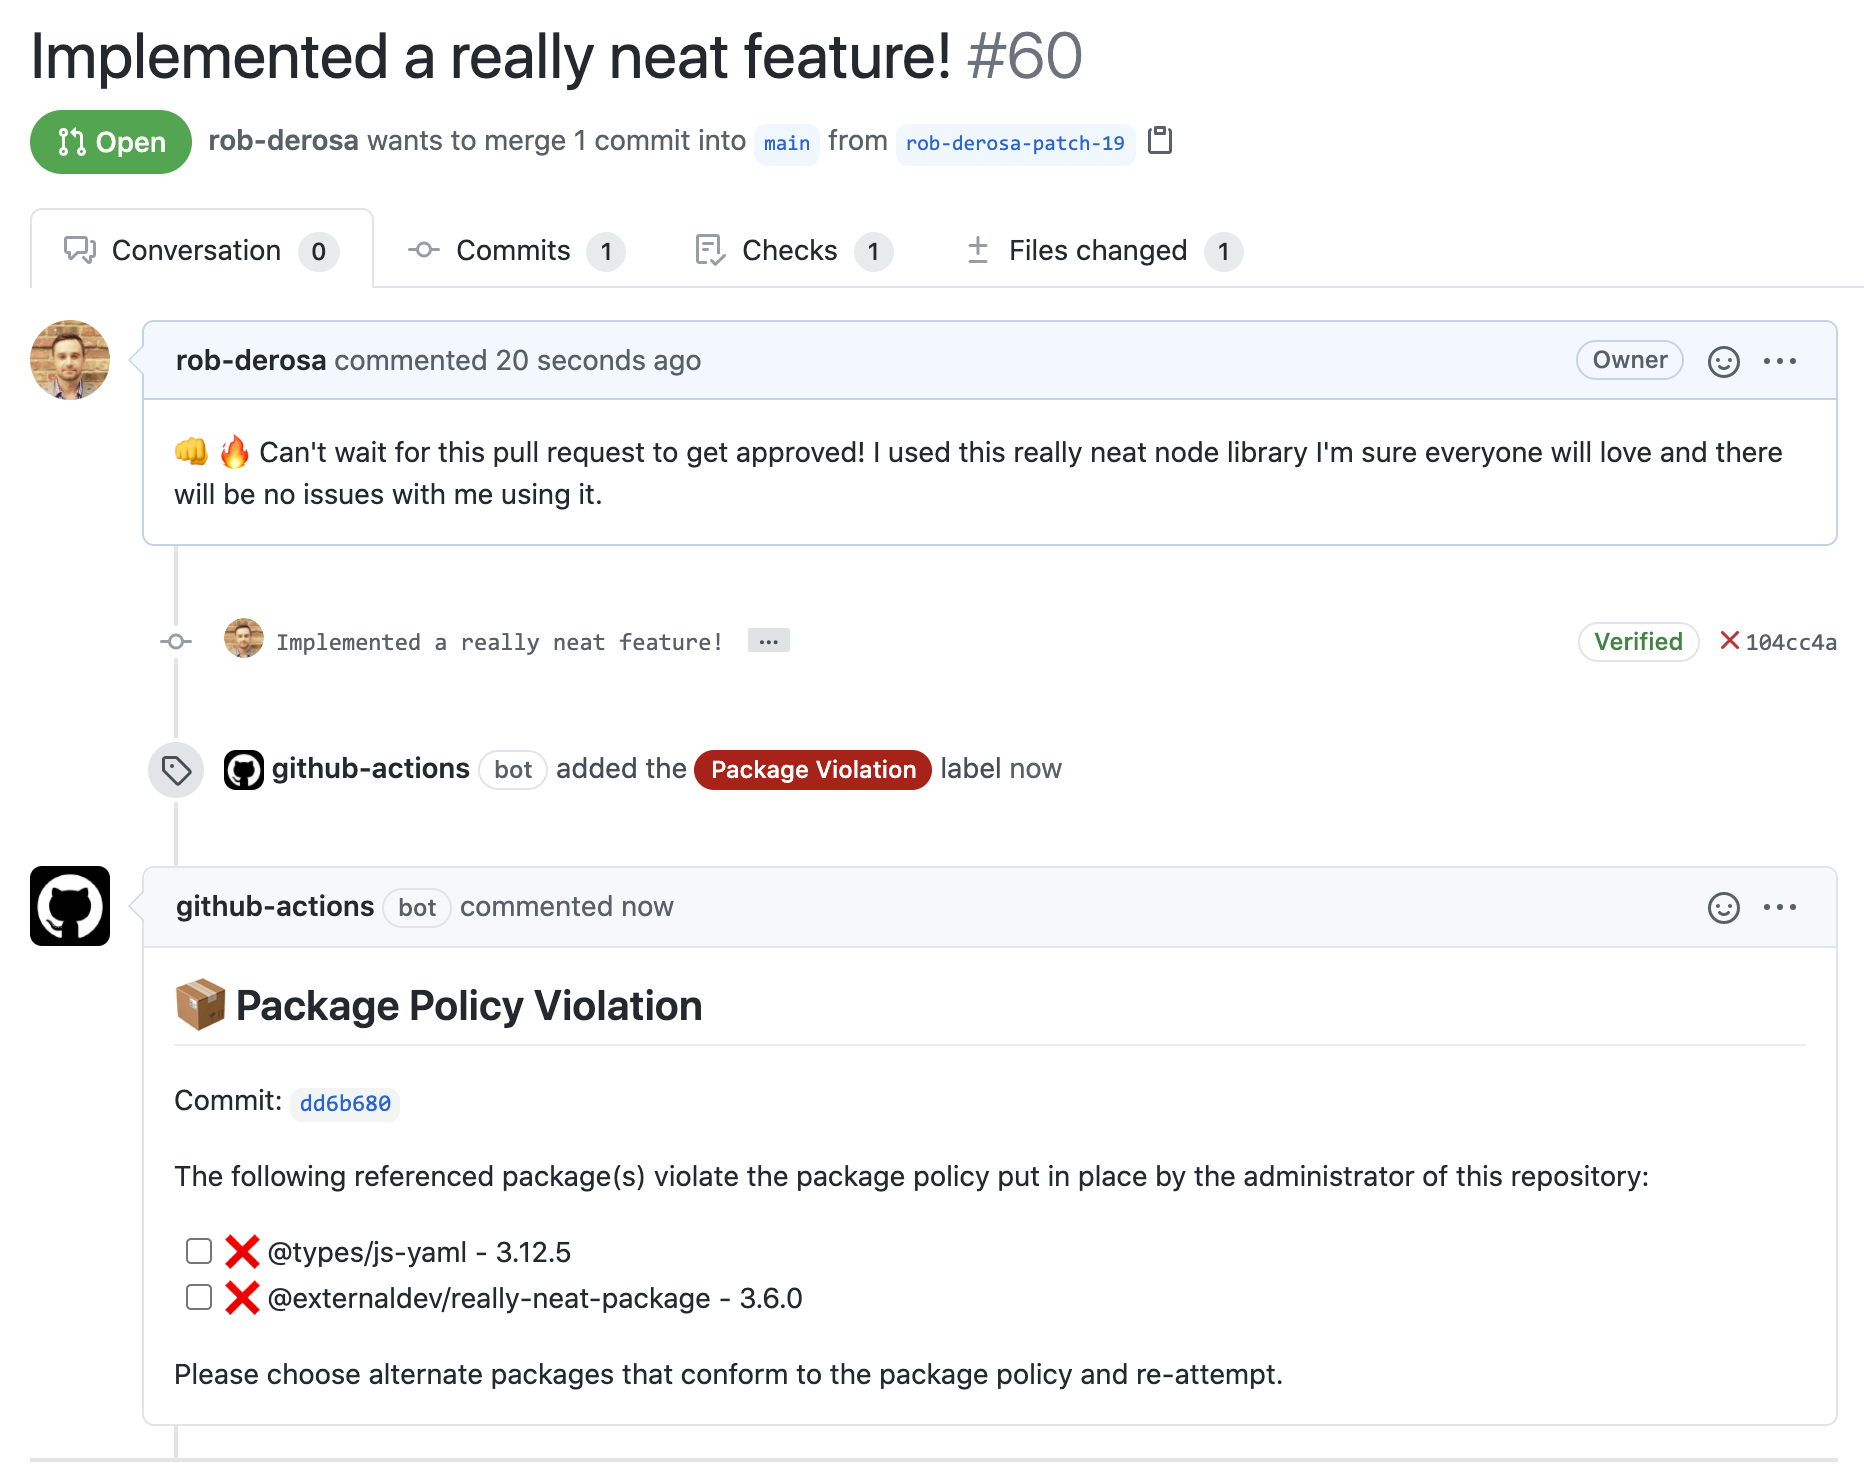 Implemented a really neat feature! #60
Open rob-derosa wants to merge 1 commit into main from rob-derosa-patch-19
Conversation 0 Commits 1 Checks 1 Files changed 1
rob-derosa commented 20 seconds ago Owner
👊 🔥 Can't wait for this pull request to get approved! I used this really neat node library I'm sure everyone will love and there
will be no issues with me using it.
Implemented a really neat feature! ... Verified 104cc4a
github-actions bot added the Package Violation label now
github-actions bot commented now
📦 Package Policy Violation
Commit: dd6b680
The following referenced package(s) violate the package policy put in place by the administrator of this repository:
❌ @types/js-yaml - 3.12.5
❌ @externaldev/really-neat-package - 3.6.0
Please choose alternate packages that conform to the package policy and re-attempt.